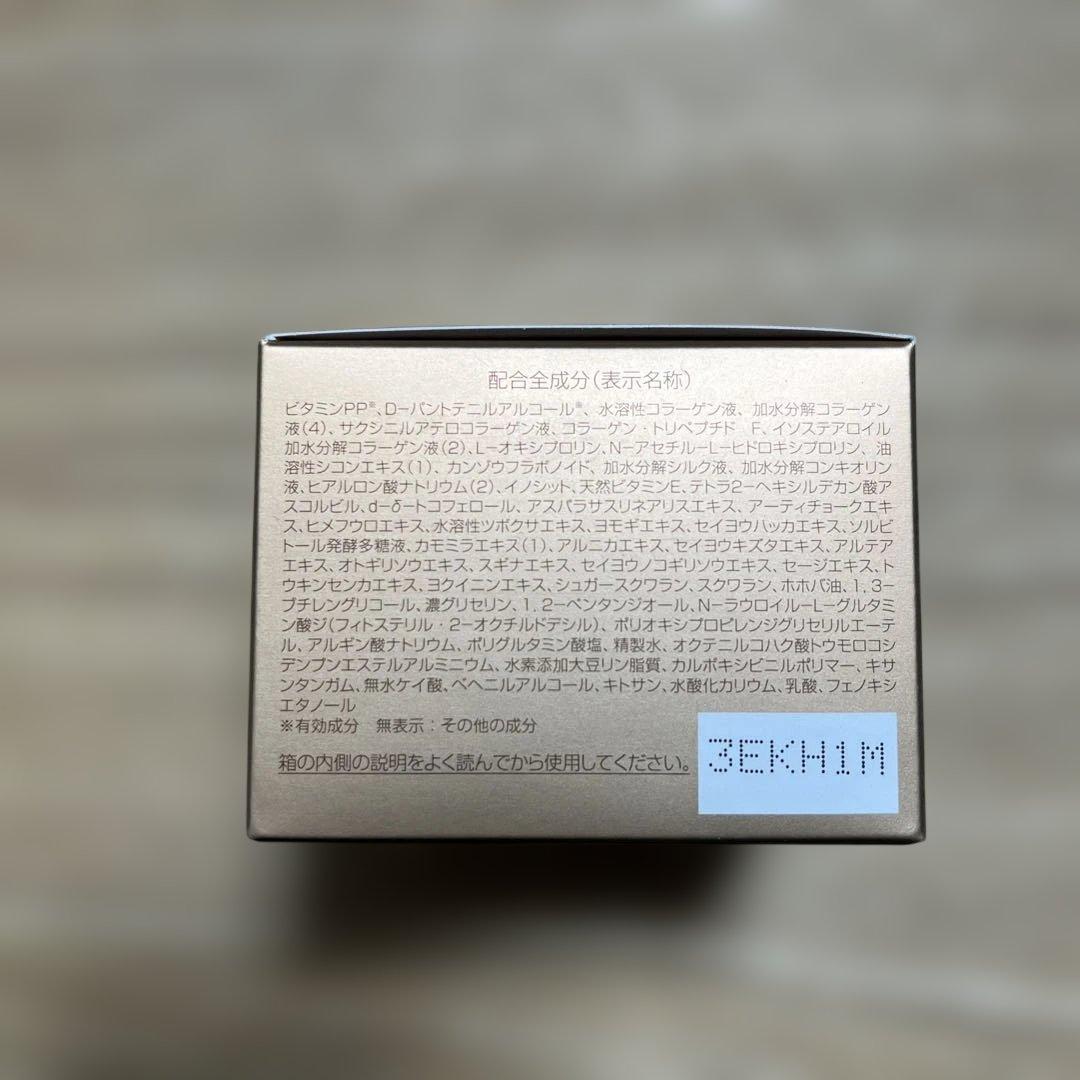 配合全成分(表示名称)
ビタミンPP※、D−パントテニルアルコール※、水溶性コラーゲン液、加水分解コラーゲン
液(4)、サクシニルアテロコラーゲン液、コラーゲン・トリペプチド F、イソステアロイル
加水分解コラーゲン液(2)、L−オキシプロリン、N−アセチル−L−ヒドロキシプロリン、油
溶性シコンエキス(1)、カンゾウフラボノイド、加水分解シルク液、加水分解コンキオリン
液、ヒアルロン酸ナトリウム(2)、イノシット、天然ビタミンE、テトラ2−ヘキシルデカン酸ア
スコルビル、d−δ−トコフェロール、アスパラサスリネアリスエキス、アーティチョークエキ
ス、ヒメフウロエキス、水溶性ツボクサエキス、ヨモギエキス、セイヨウハッカエキス、ソルビ
トール発酵多糖液、カモミラエキス(1)、アルニカエキス、セイヨウキズタエキス、アルテア
エキス、オトギリソウエキス、スギナエキス、セイヨウノコギリソウエキス、セージエキス、ト
ウキンセンカエキス、ヨクイニンエキス、シュガースクワラン、スクワラン、ホホバ油、1,3−
ブチレングリコール、濃グリセリン、1,2−ペンタンジオール、N−ラウロイル−L−グルタミ
ン酸ジ(フィトステリル・2−オクチルドデシル)、ポリオキシプロピレンジグリセリルエーテ
ル、アルギン酸ナトリウム、ポリグルタミン酸塩、精製水、オクテニルコハク酸トウモロコシ
デンプンエステルアルミニウム、水素添加大豆リン脂質、カルボキシビニルポリマー、キサ
ンタンガム、無水ケイ酸、ベヘニルアルコール、キトサン、水酸化カリウム、乳酸、フェノキシ
エタノール
※有効成分 無表示:その他の成分
箱の内側の説明をよく読んでから使用してください。
3EKH1M